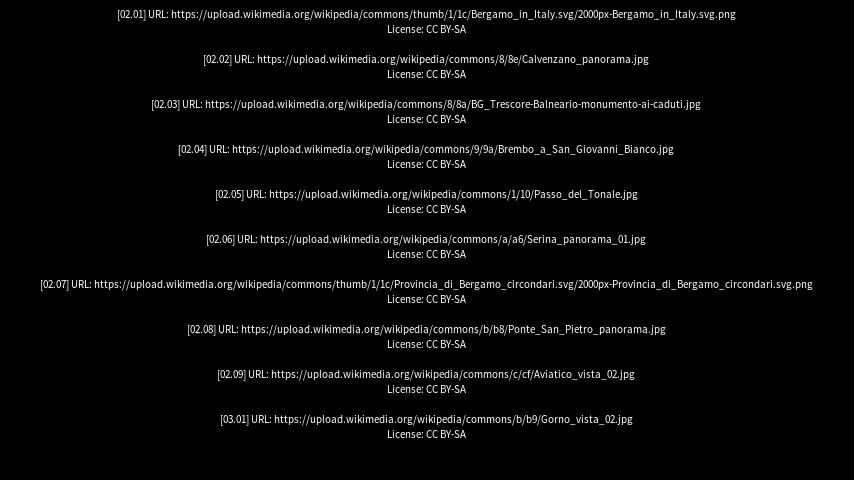 [02.01] URL: https://upload.wikimedia.org/wikipedia/commons/thumb/1/1c/Bergamo_in_Italy.svg/2000px-Bergamo_in_Italy.svg.png
License: CC BY-SA
[02.02] URL: https://upload.wikimedia.org/wikipedia/commons/8/8e/Calvenzano_panorama.jpg
License: CC BY-SA
[02.03] URL: https://upload.wikimedia.org/wikipedia/commons/8/8a/BG_Trescore-Balneario-monumento-ai-caduti.jpg
License: CC BY-SA
[02.04] URL: https://upload.wikimedia.org/wikipedia/commons/9/9a/Brembo_a_San_Giovanni_Bianco.jpg
License: CC BY-SA
[02.05] URL: https://upload.wikimedia.org/wikipedia/commons/1/10/Passo_del_Tonale.jpg
License: CC BY-SA
[02.06] URL: https://upload.wikimedia.org/wikipedia/commons/a/a6/Serina_panorama_01.jpg
License: CC BY-SA
[02.07] URL: https://upload.wikimedia.org/wikipedia/commons/thumb/1/1c/Provincia_di_Bergamo_circondari.svg/2000px-Provincia_di_Bergamo_circondari.svg.png
License: CC BY-SA
[02.08] URL: https://upload.wikimedia.org/wikipedia/commons/b/b8/Ponte_San_Pietro_panorama.jpg
License: CC BY-SA
[02.09] URL: https://upload.wikimedia.org/wikipedia/commons/c/cf/Aviatico_vista_02.jpg
License: CC BY-SA
[03.01] URL: https://upload.wikimedia.org/wikipedia/commons/b/b9/Gorno_vista_02.jpg
License: CC BY-SA